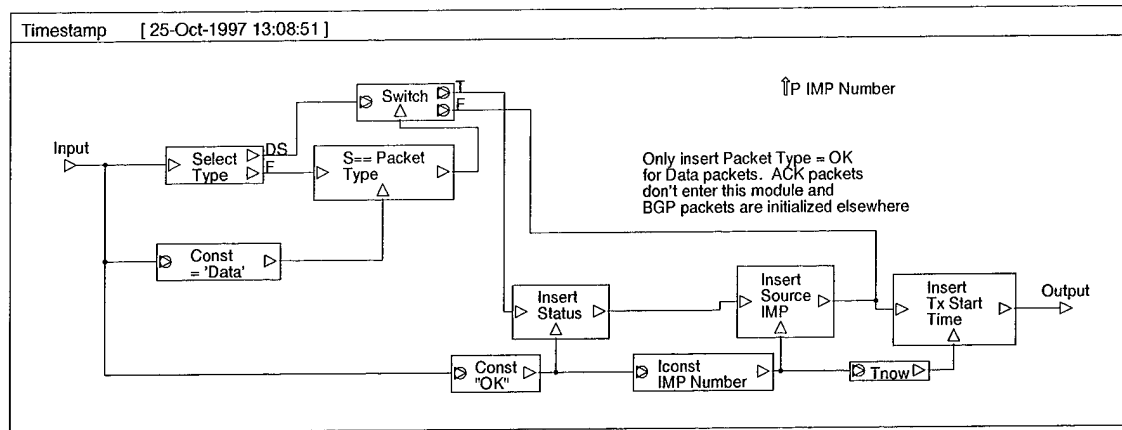 Timestamp [ 25-Oct-1997 13:08:51 ]
⇑P IMP Number
Switch
T
F
Input
Select
Type
DS
F
S== Packet
Type
Only insert Packet Type = OK
for Data packets. ACK packets
don't enter this module and
BGP packets are initialized elsewhere
Const
= 'Data'
Insert
Status
Insert
Source
IMP
Insert
Tx Start
Time
Output
Const
"OK"
Iconst
IMP Number
Tnow